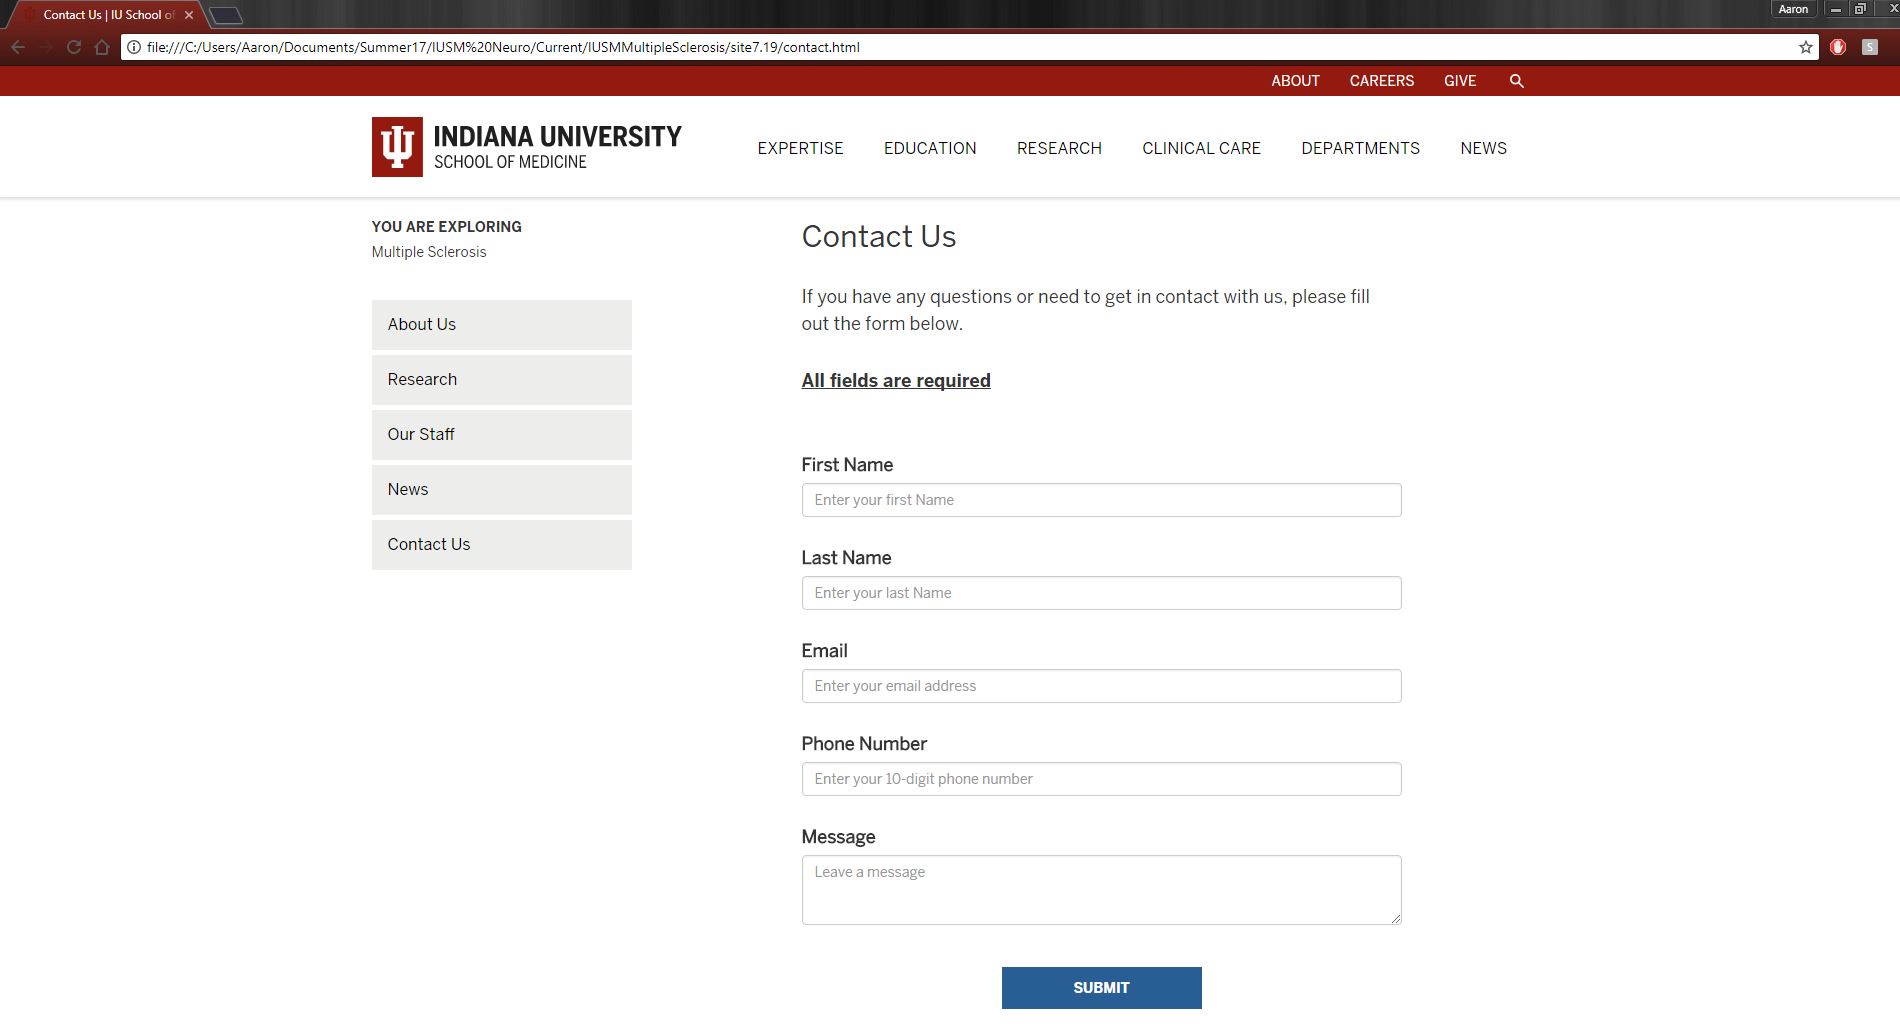 Contact Us | IU School of
Aaron
file:///C:/Users/Aaron/Documents/Summer17/IUSM%20Neuro/Current/IUSMMultipleSclerosis/site7.19/contact.html
S
ABOUT CAREERS GIVE
INDIANA UNIVERSITY
SCHOOL OF MEDICINE
EXPERTISE EDUCATION RESEARCH CLINICAL CARE DEPARTMENTS NEWS
YOU ARE EXPLORING
Multiple Sclerosis
About Us
Research
Our Staff
News
Contact Us
Contact Us
If you have any questions or need to get in contact with us, please fill
out the form below.
All fields are required
First Name
Enter your first Name
Last Name
Enter your last Name
Email
Enter your email address
Phone Number
Enter your 10-digit phone number
Message
Leave a message
SUBMIT